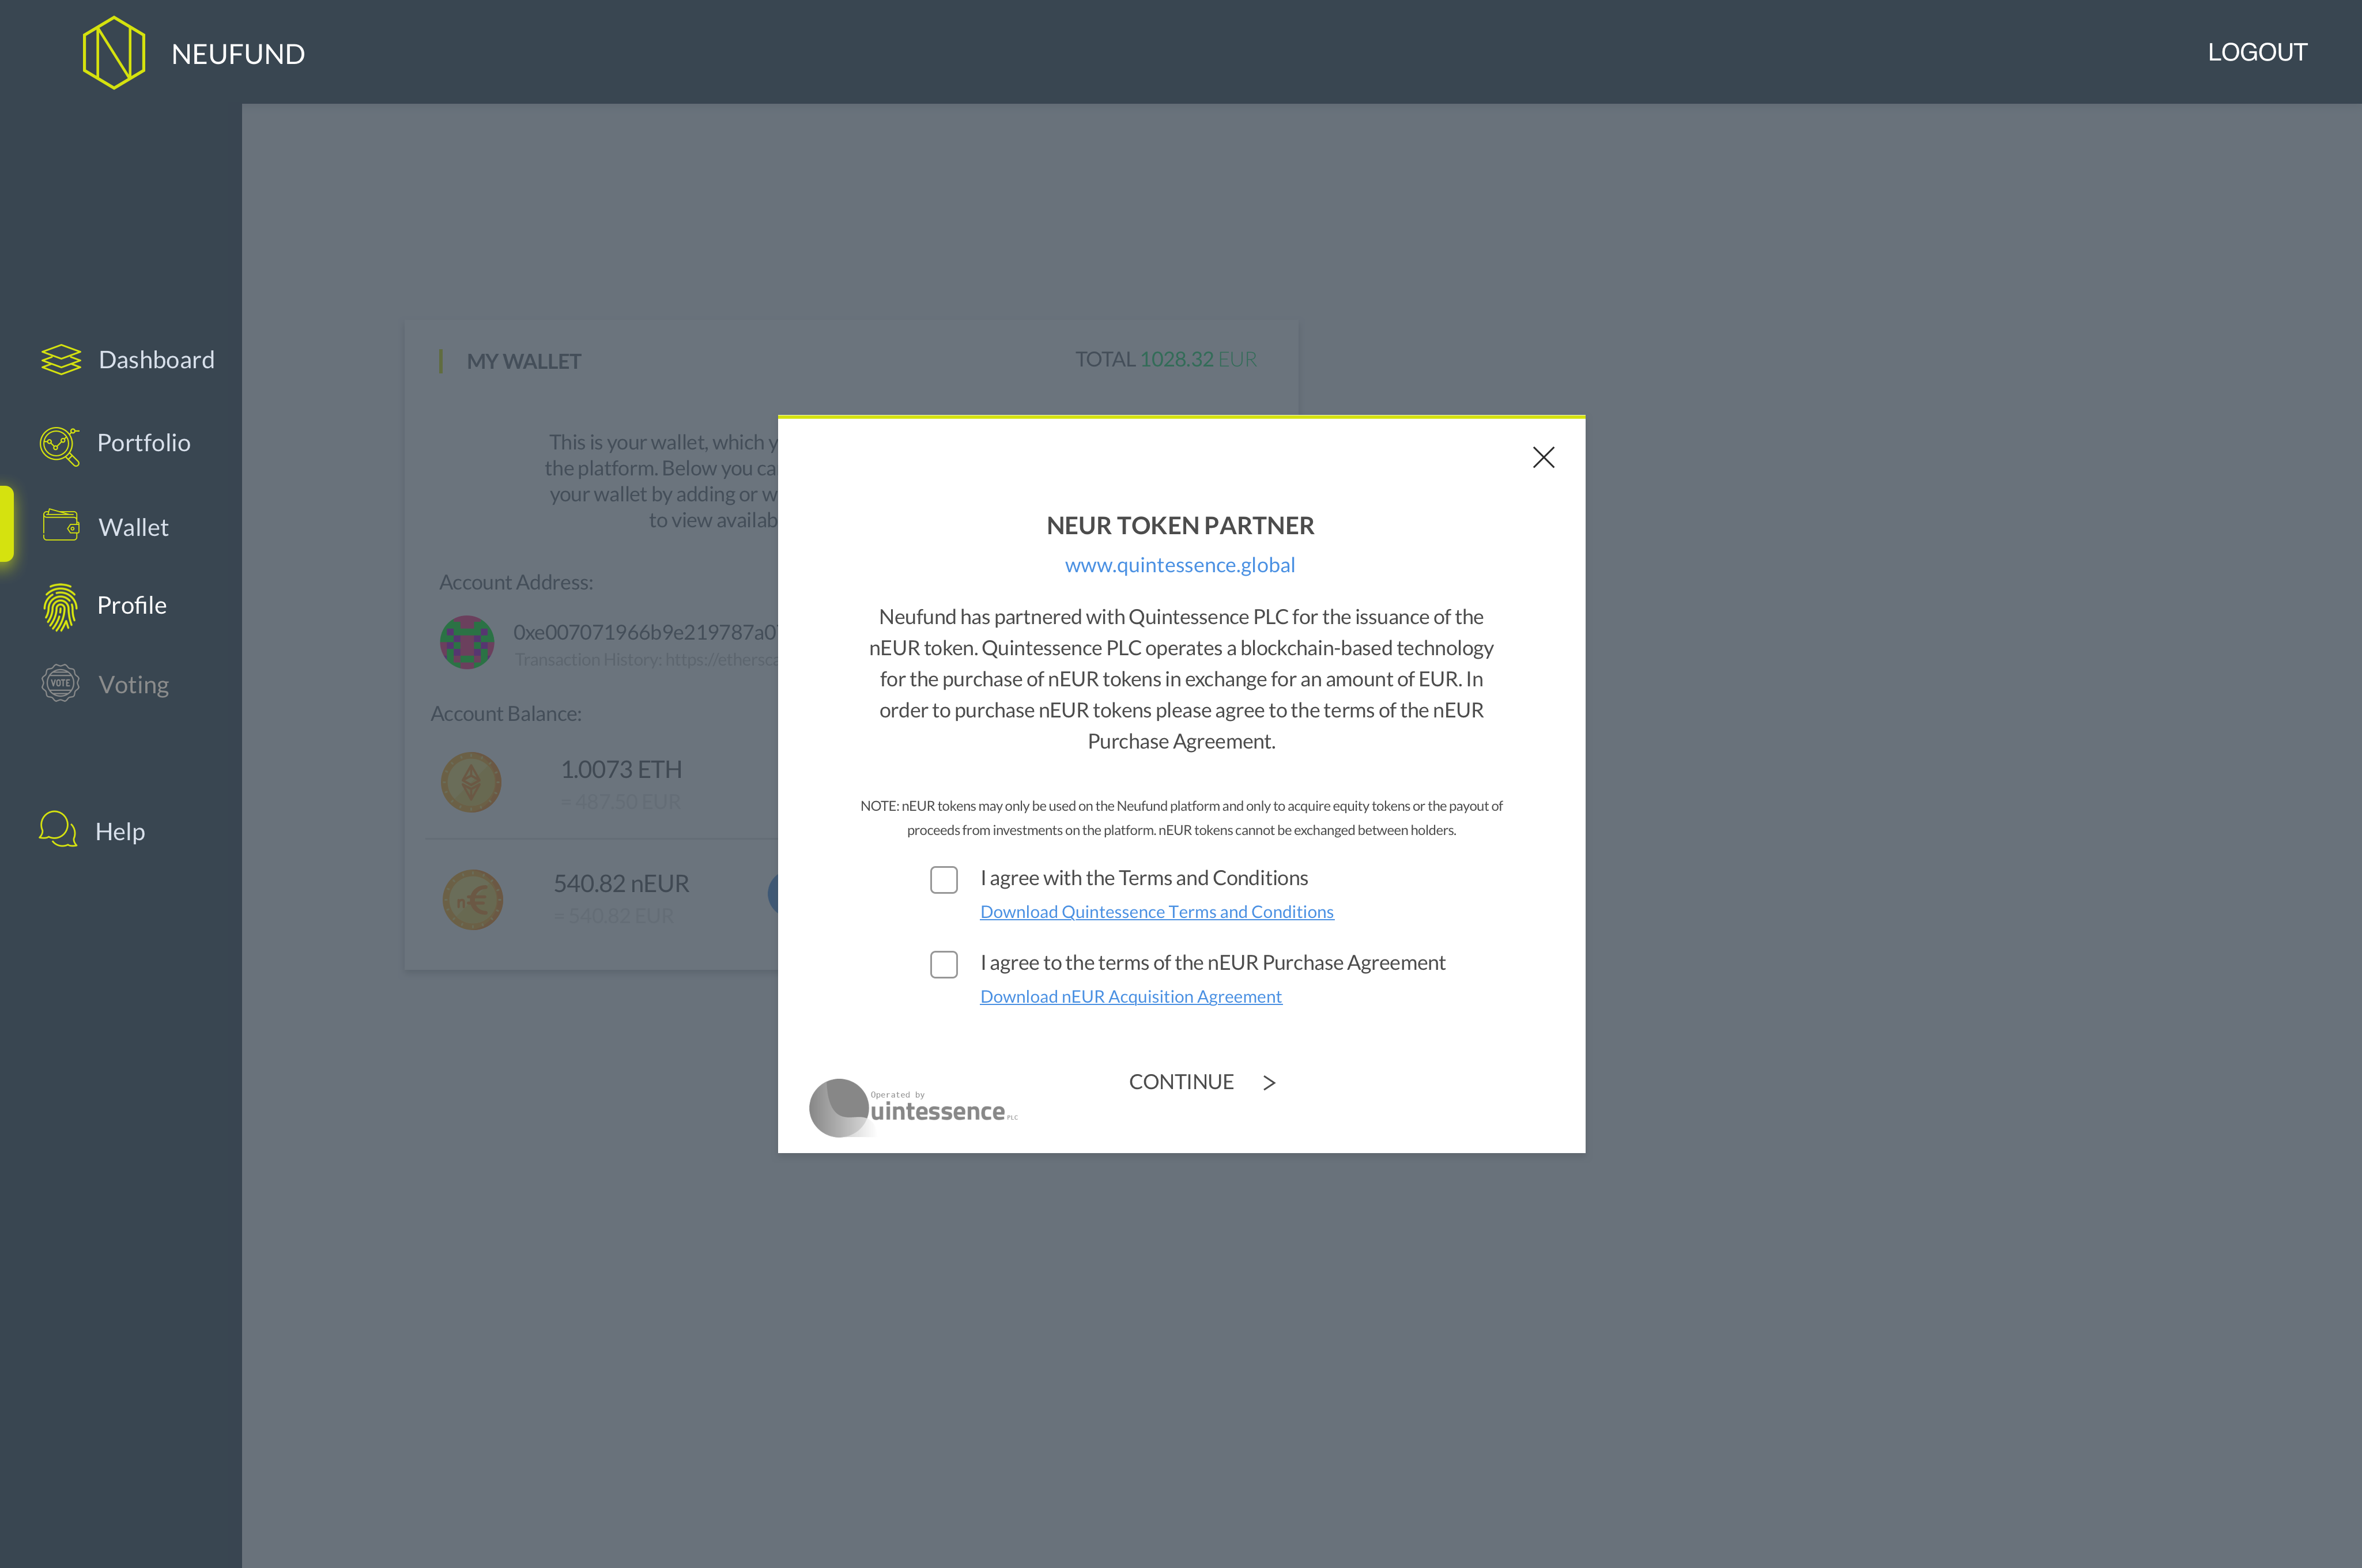 NEUFUND
LOGOUT
Dashboard
Portfolio
Wallet
Profile
VOTE
Voting
Help
MY WALLET
TOTAL 1028.32 EUR
This is your wallet, which
the platform. Below you
your wallet by adding or
to view
Account Address:
Transaction History:
Account Balance:
1.0073 ETH
= 487.50 EUR
n€
540.82 nEUR
= 540.82 EUR
NEUR TOKEN PARTNER
www.quintessence.global
Neufund has partnered with Quintessence PLC for the issuance of the
nEUR token. Quintessence PLC operates a blockchain-based technology
for the purchase of nEUR tokens in exchange for an amount of EUR. In
order to purchase nEUR tokens please agree to the terms of the nEUR
Purchase Agreement.
NOTE: nEUR tokens may only be used on the Neufund platform and only to acquire equity tokens or the payout of
proceeds from investments on the platform. nEUR tokens cannot be exchanged between holders.
I agree with the Terms and Conditions
Download Quintessence Terms and Conditions
I agree to the terms of the nEUR Purchase Agreement
Download nEUR Acquisition Agreement
CONTINUE >
Operated by
uintessence PLC